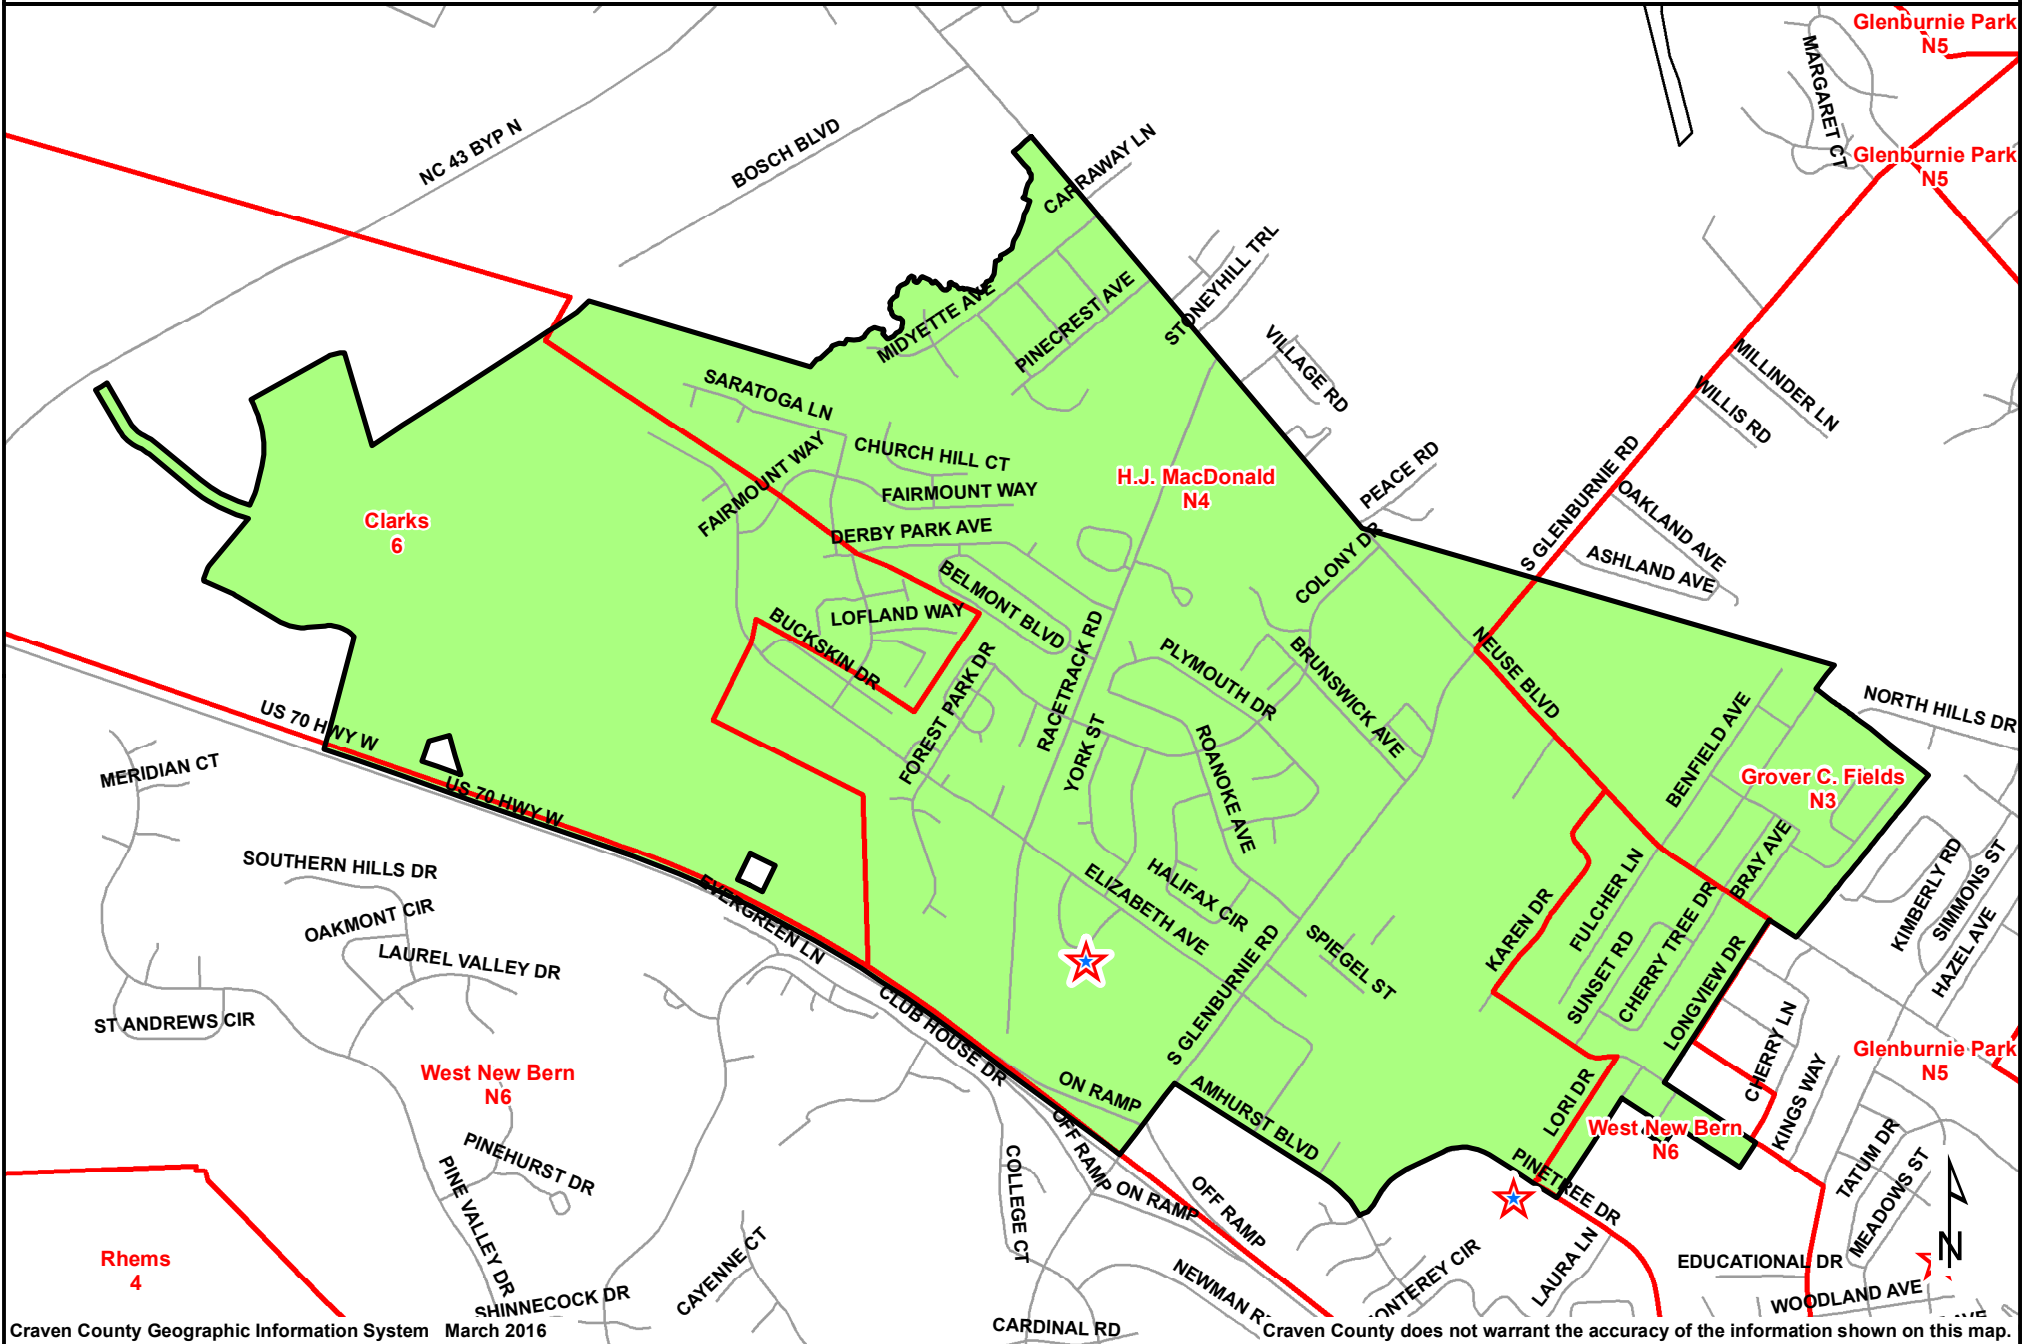 Glenburnie Park
N5
MARGARET CT
NC 43 BYP N
BOSCH BLVD
CARRAWAY LN
Glenburnie Park
N5
STONEYHILL TRL
MIDYETTE AVE
PINECREST AVE
VILLAGE RD
MILLINDER LN
WILLIS RD
SARATOGA LN
FAIRMOUNT WAY
CHURCH HILL CT
FAIRMOUNT WAY
H.J. MacDonald
N4
PEACE RD
S GLENBURNIE RD
OAKLAND AVE
ASHLAND AVE
Clarks
6
DERBY PARK AVE
COLONY DR
BELMONT BLVD
LOFLAND WAY
BUCKSKIN DR
FOREST PARK DR
RACETRACK RD
PLYMOUTH DR
BRUNSWICK AVE
NEUSE BLVD
NORTH HILLS DR
US 70 HWY W
YORK ST
ROANOKE AVE
BENFIELD AVE
Grover C. Fields
N3
MERIDIAN CT
US 70 HWY W
SOUTHERN HILLS DR
OAKMONT CIR
LAUREL VALLEY DR
EVERGREEN LN
ELIZABETH AVE
HALIFAX CIR
SPIEGEL ST
KAREN DR
FULCHER LN
SUNSET RD
CHERRY TREE DR
BRAY AVE
LONGVIEW DR
KIMBERLY RD
SIMMONS ST
HAZEL AVE
ST ANDREWS CIR
CLUB HOUSE DR
S GLENBURNIE RD
CHERRY LN
Glenburnie Park
N5
West New Bern
N6
ON RAMP
AMHURST BLVD
LORI DR
West New Bern
N6
KINGS WAY
TATUM DR
MEADOWS ST
PINEHURST DR
PINE VALLEY DR
OFF RAMP
COLLEGE CT
ON RAMP
OFF RAMP
PINETREE DR
LAURA LN
EDUCATIONAL DR
N
Rhems
4
SHINNECOCK DR
CAYENNE CT
NEWMAN
WOODLAND AVE
CARDINAL RD
Craven County Geographic Information System March 2016
Craven County does not warrant the accuracy of the information shown on this map.